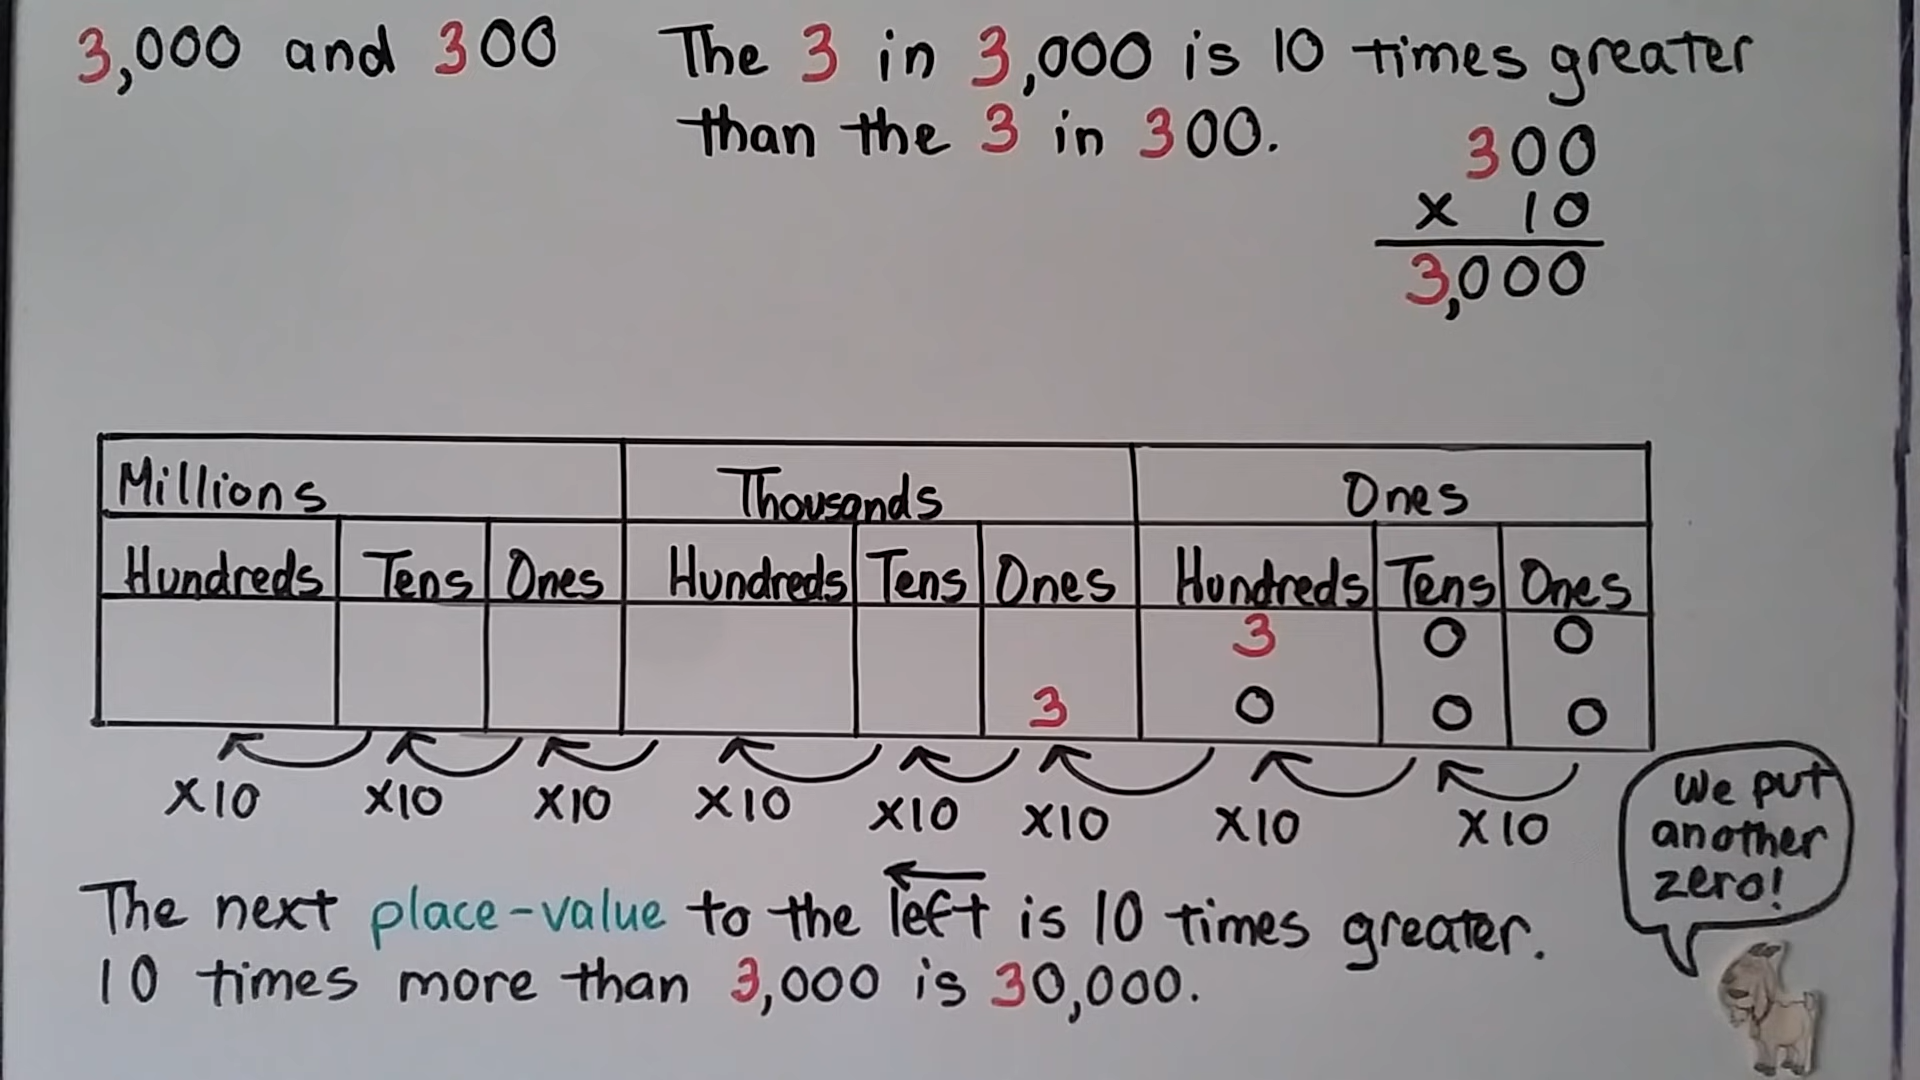 3,000 and 300
The 3 in 3,000 is 10 times greater
than the 3 in 300.
300
x 10
3,000
Millions Thousands Ones
Hundreds Tens Ones Hundreds Tens Ones Hundreds Tens Ones
3 0 0
3 0 0 0
x10 x10 x10 x10 x10 x10 x10 x10
We put
another
zero!
The next place-value to the left is 10 times greater.
10 times more than 3,000 is 30,000.